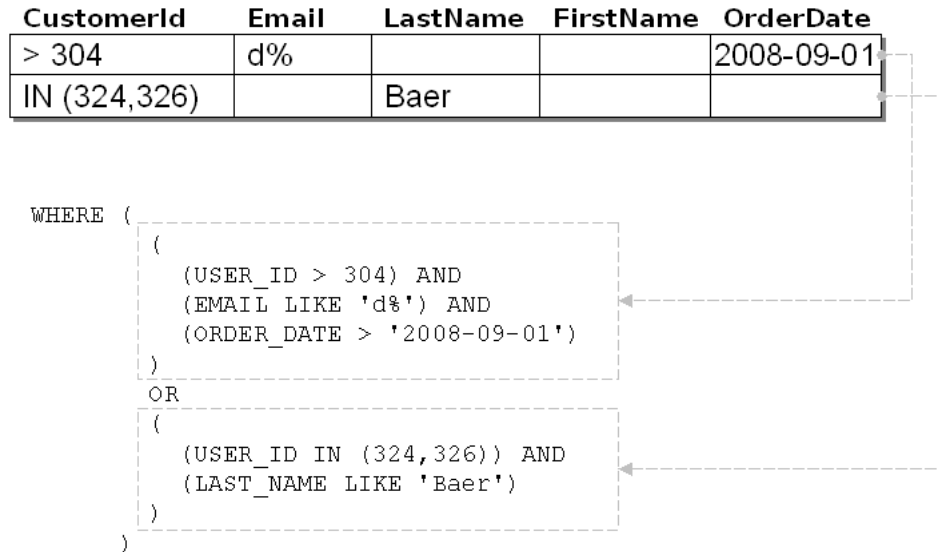 CustomerId Email LastName FirstName OrderDate
> 304 d% 2008-09-01
IN (324,326) Baer
WHERE (
(
(USER_ID > 304) AND
(EMAIL LIKE 'd%') AND
(ORDER_DATE > '2008-09-01')
)
OR
(
(USER_ID IN (324,326)) AND
(LAST_NAME LIKE 'Baer')
)
)